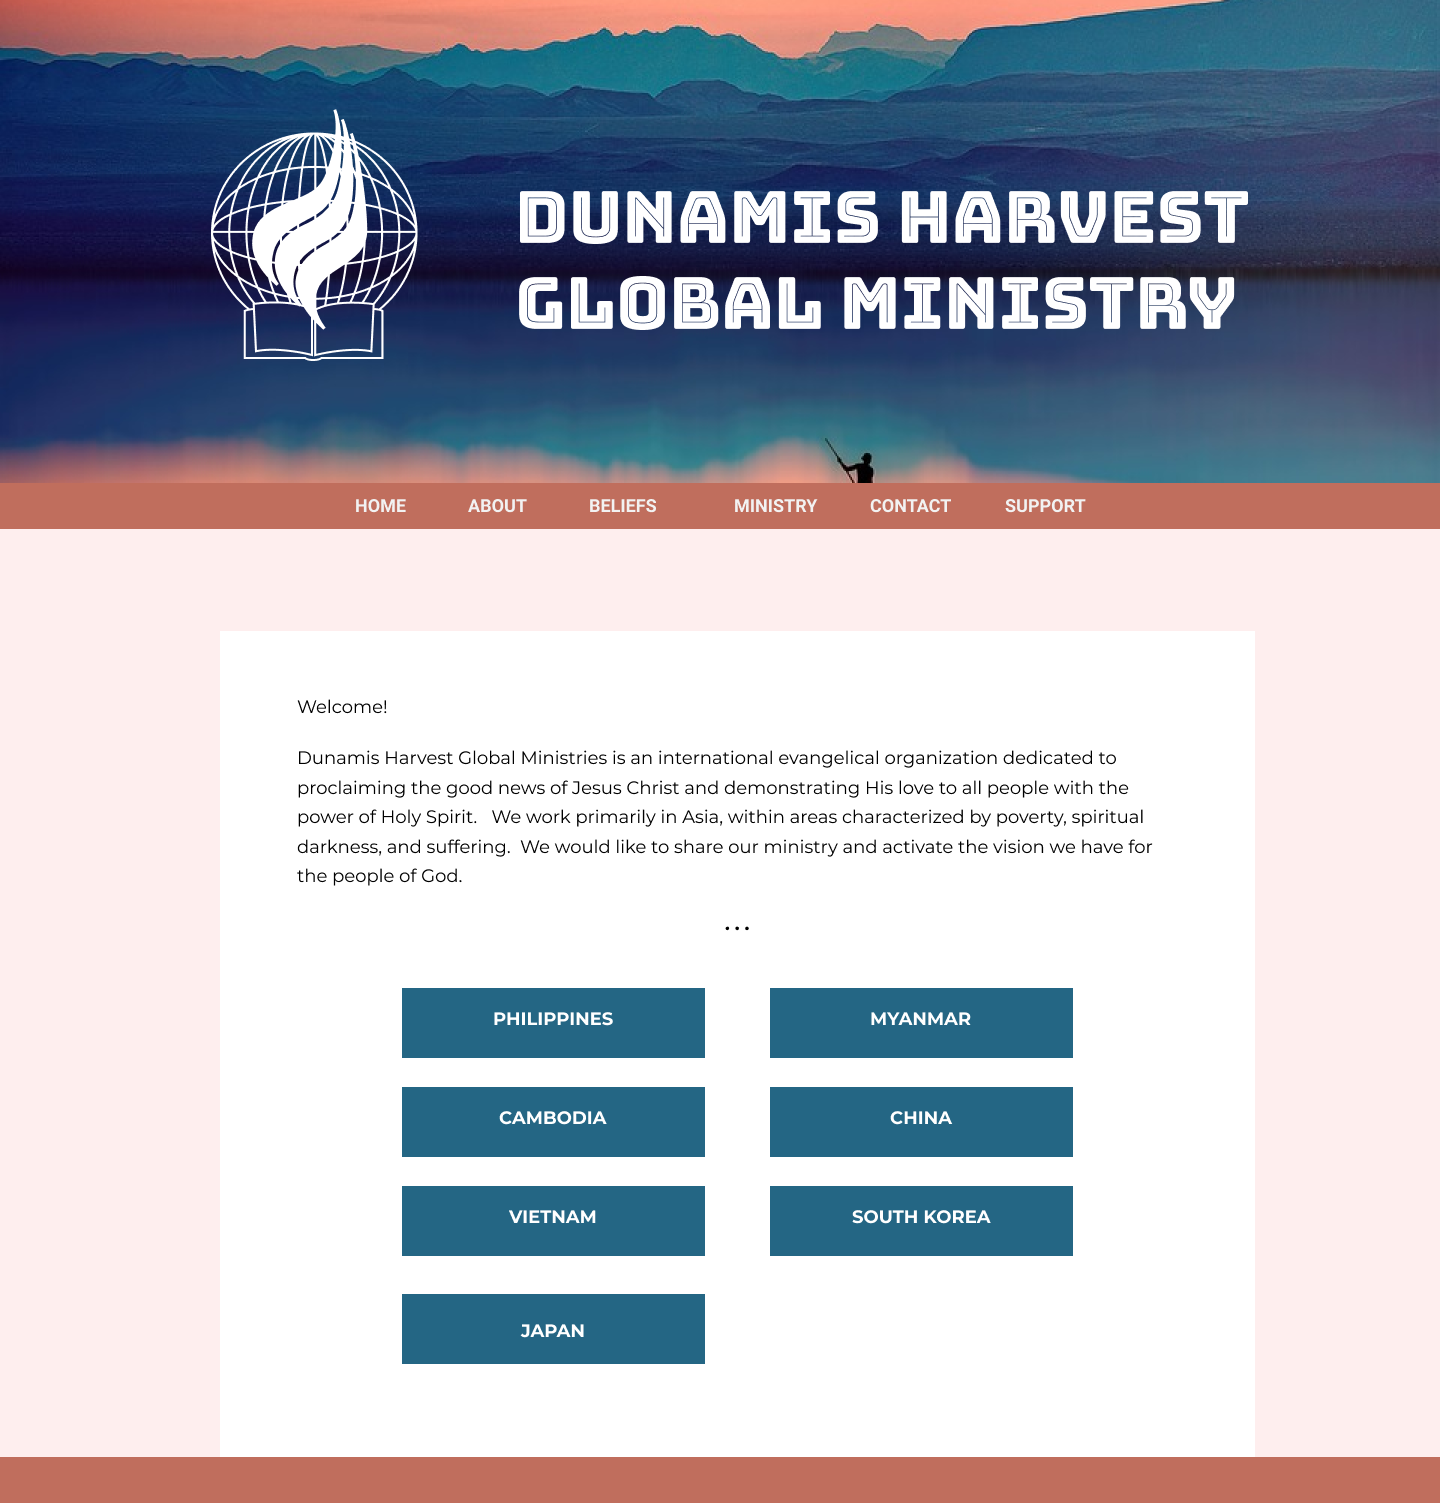 DUNAMIS HARVEST
GLOBAL MINISTRY
HOME ABOUT BELIEFS MINISTRY CONTACT SUPPORT
Welcome!
Dunamis Harvest Global Ministries is an international evangelical organization dedicated to
proclaiming the good news of Jesus Christ and demonstrating His love to all people with the
power of Holy Spirit.   We work primarily in Asia, within areas characterized by poverty, spiritual
darkness, and suffering.  We would like to share our ministry and activate the vision we have for
the people of God.
...
PHILIPPINES MYANMAR
CAMBODIA CHINA
VIETNAM SOUTH KOREA
JAPAN